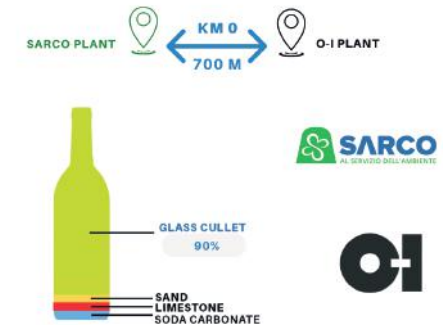 KM 0
SARCO PLANT
O-I PLANT
700 M
SARCO
AL SERVIZIO DELL'AMBIENTE
GLASS CULLET
90%
O-I
SAND
LIMESTONE
SODA CARBONATE